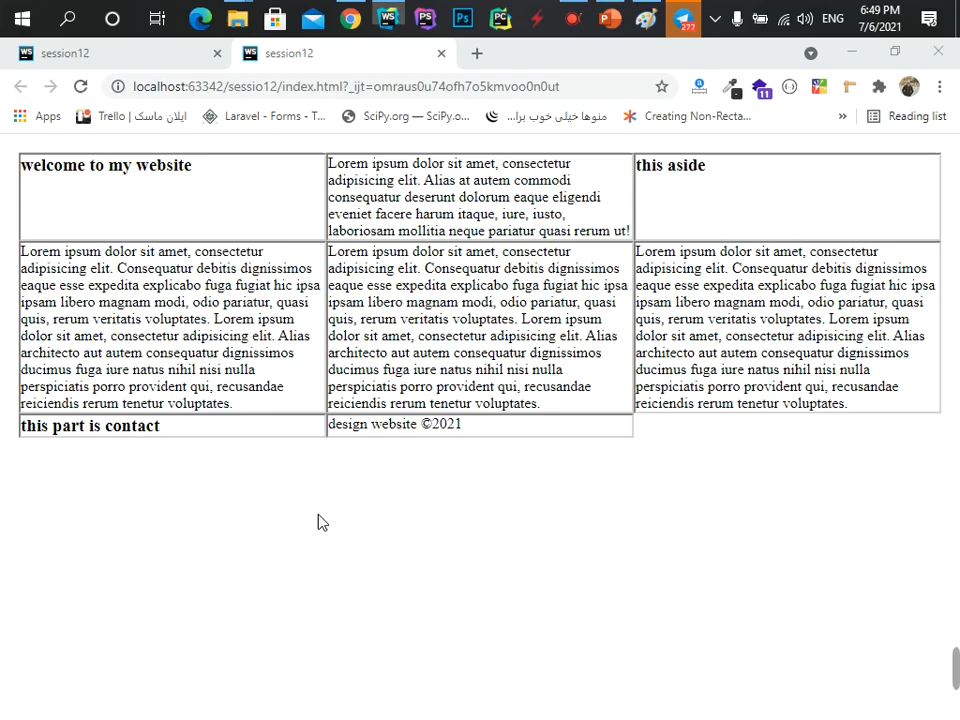 ENG
6:49 PM
7/6/2021
277
WS
PS
Ps
PC
WS session12
WS session12
localhost:63342/sessio12/index.html?_ijt=omraus0u74ofh7o5kmvoo0n0ut
11
Apps
Trello | ایلان ماسک
Laravel - Forms - T...
SciPy.org — SciPy.o...
منوها خیلی خوب برا...
Creating Non-Recta...
»
Reading list
welcome to my website
Lorem ipsum dolor sit amet, consectetur
adipisicing elit. Alias at autem commodi
consequatur deserunt dolorum eaque eligendi
eveniet facere harum itaque, iure, iusto,
laboriosam mollitia neque pariatur quasi rerum ut!
this aside
Lorem ipsum dolor sit amet, consectetur
adipisicing elit. Consequatur debitis dignissimos
eaque esse expedita explicabo fuga fugiat hic ipsa
ipsam libero magnam modi, odio pariatur, quasi
quis, rerum veritatis voluptates. Lorem ipsum
dolor sit amet, consectetur adipisicing elit. Alias
architecto aut autem consequatur dignissimos
ducimus fuga iure natus nihil nisi nulla
perspiciatis porro provident qui, recusandae
reiciendis rerum tenetur voluptates.
Lorem ipsum dolor sit amet, consectetur
adipisicing elit. Consequatur debitis dignissimos
eaque esse expedita explicabo fuga fugiat hic ipsa
ipsam libero magnam modi, odio pariatur, quasi
quis, rerum veritatis voluptates. Lorem ipsum
dolor sit amet, consectetur adipisicing elit. Alias
architecto aut autem consequatur dignissimos
ducimus fuga iure natus nihil nisi nulla
perspiciatis porro provident qui, recusandae
reiciendis rerum tenetur voluptates.
Lorem ipsum dolor sit amet, consectetur
adipisicing elit. Consequatur debitis dignissimos
eaque esse expedita explicabo fuga fugiat hic ipsa
ipsam libero magnam modi, odio pariatur, quasi
quis, rerum veritatis voluptates. Lorem ipsum
dolor sit amet, consectetur adipisicing elit. Alias
architecto aut autem consequatur dignissimos
ducimus fuga iure natus nihil nisi nulla
perspiciatis porro provident qui, recusandae
reiciendis rerum tenetur voluptates.
this part is contact
design website ©2021